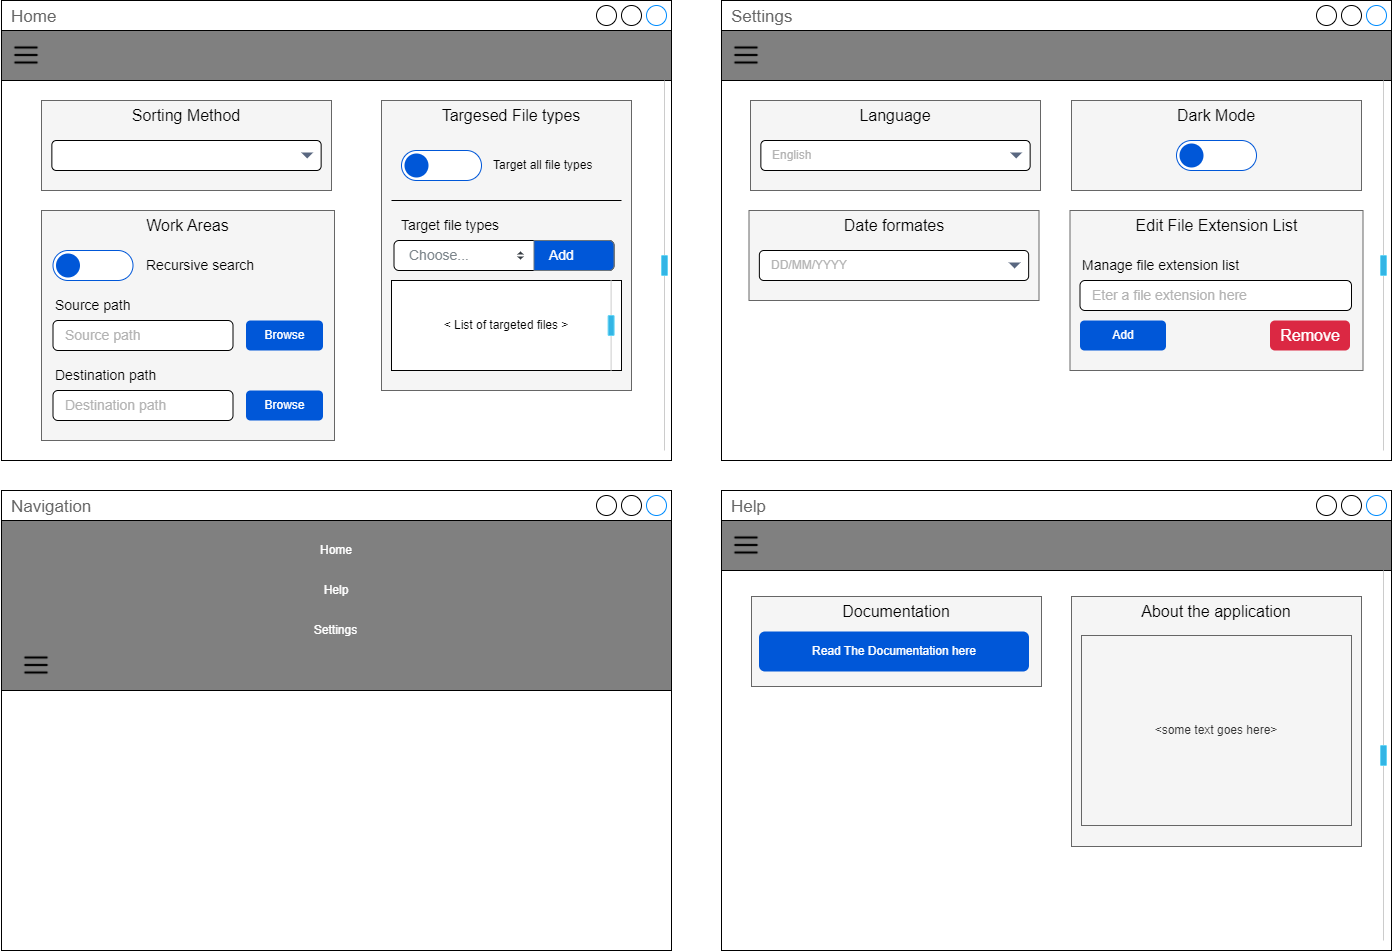 Home
Sorting Method
Work Areas
Recursive search
Source path
Source path
Browse
Destination path
Destination path
Browse
Targesed File types
Target all file types
Target file types
Choose...
Add
< List of targeted files >
Settings
Language
English
Dark Mode
Date formates
DD/MM/YYYY
Edit File Extension List
Manage file extension list
Eter a file extension here
Add
Remove
Navigation
Home
Help
Settings
Help
Documentation
Read The Documentation here
About the application
<some text goes here>